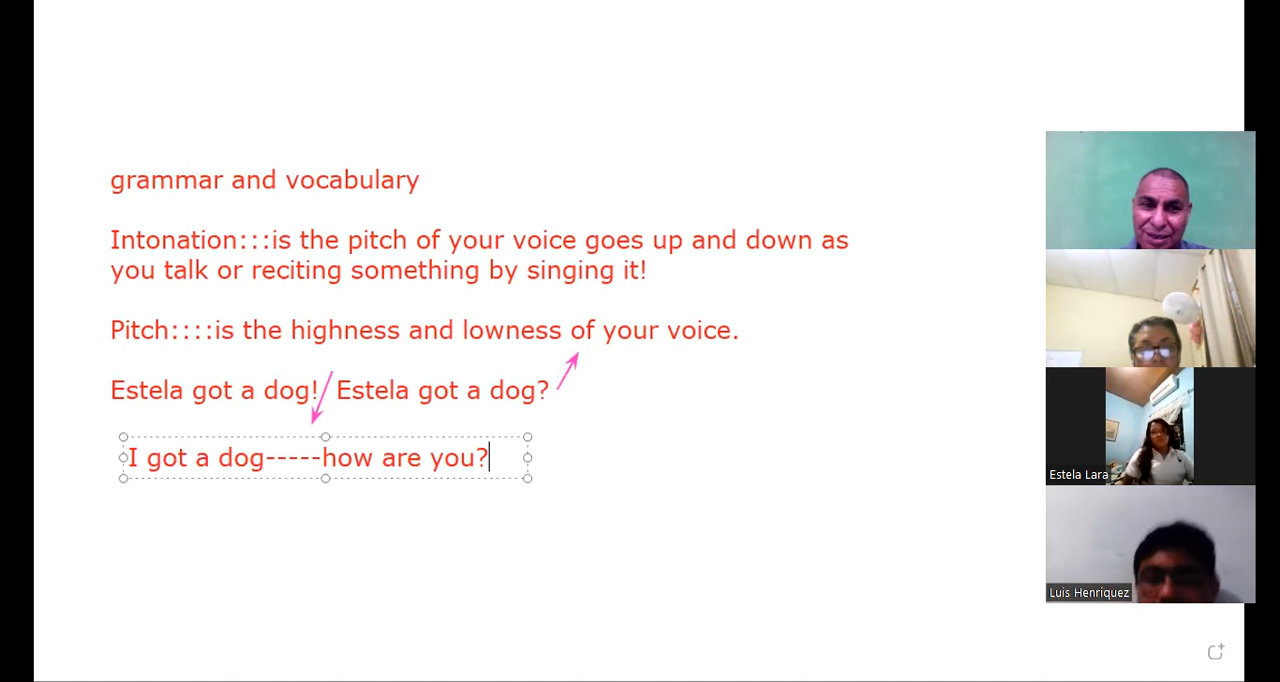 grammar and vocabulary
Intonation:::is the pitch of your voice goes up and down as
you talk or reciting something by singing it!
Pitch::::is the highness and lowness of your voice.
Estela got a dog! Estela got a dog?
I got a dog-----how are you?
Estela Lara
Luis Henriquez